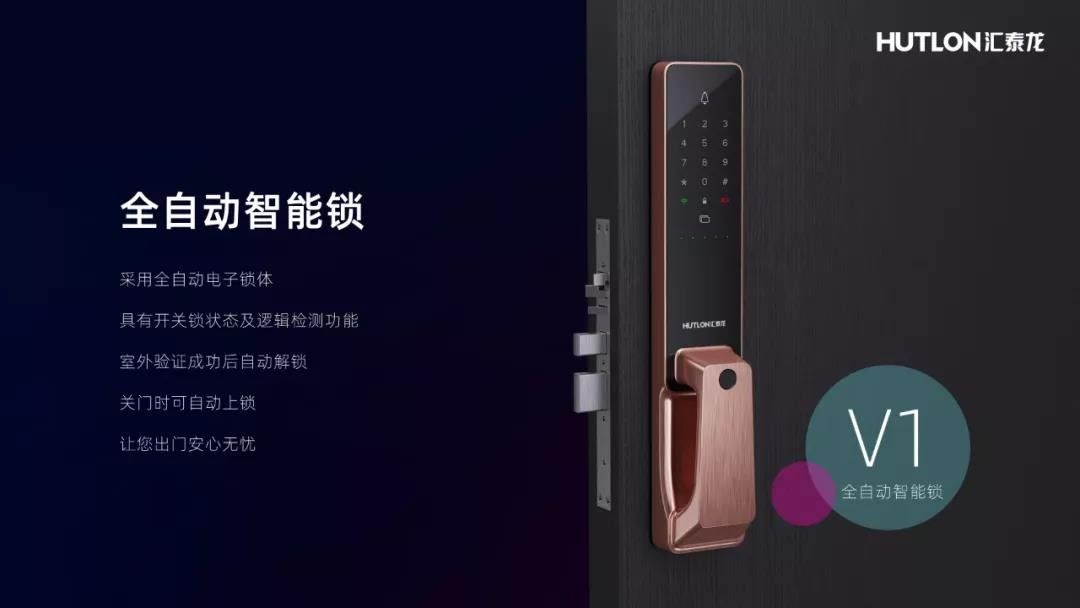 HUTLON汇泰龙
全自动智能锁
采用全自动电子锁体
具有开关锁状态及逻辑检测功能
室外验证成功后自动解锁
关门时可自动上锁
让您出门安心无忧
1 2 3
4 5 6
7 8 9
* 0 #
HUTLON汇泰龙
V1
全自动智能锁